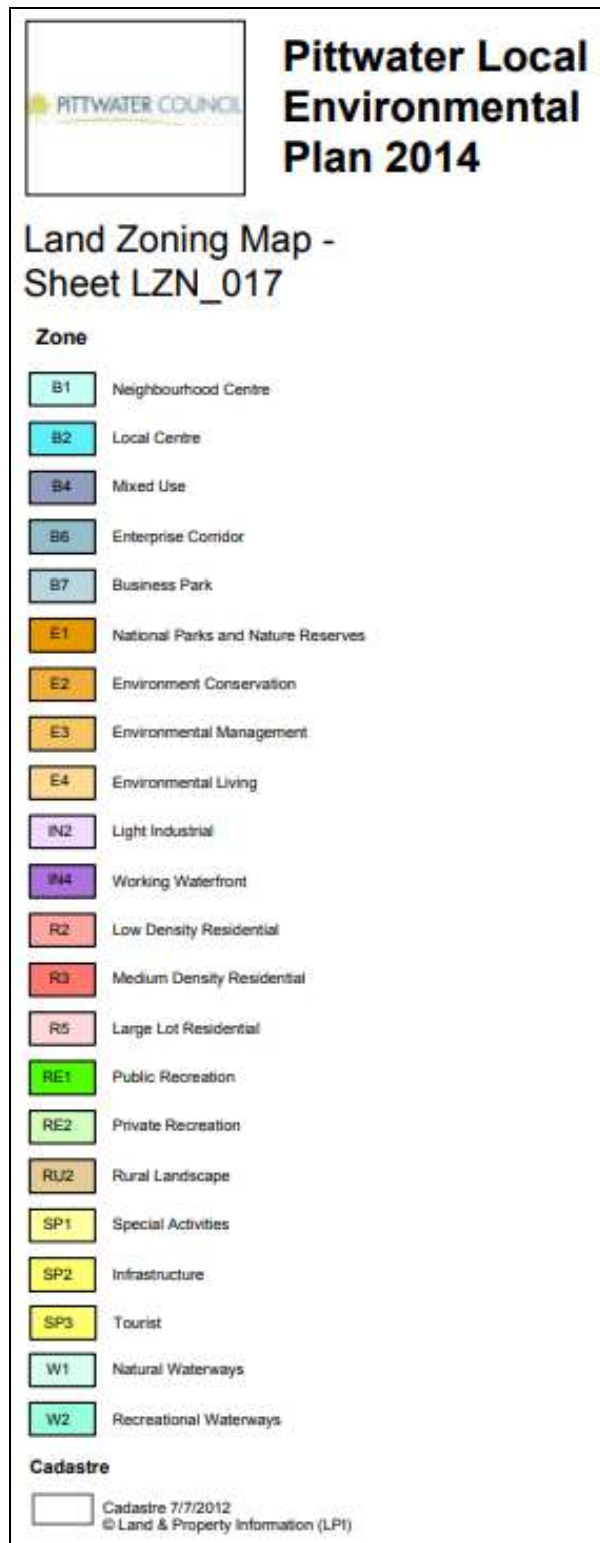 PITTWATER COUNCIL
Pittwater Local
Environmental
Plan 2014
Land Zoning Map -
Sheet LZN_017
Zone
B1 Neighbourhood Centre
B2 Local Centre
B4 Mixed Use
B6 Enterprise Corridor
B7 Business Park
E1 National Parks and Nature Reserves
E2 Environment Conservation
E3 Environmental Management
E4 Environmental Living
IN2 Light Industrial
IN4 Working Waterfront
R2 Low Density Residential
R3 Medium Density Residential
R5 Large Lot Residential
RE1 Public Recreation
RE2 Private Recreation
RU2 Rural Landscape
SP1 Special Activities
SP2 Infrastructure
SP3 Tourist
W1 Natural Waterways
W2 Recreational Waterways
Cadastre
Cadastre 7/7/2012
© Land & Property Information (LPI)